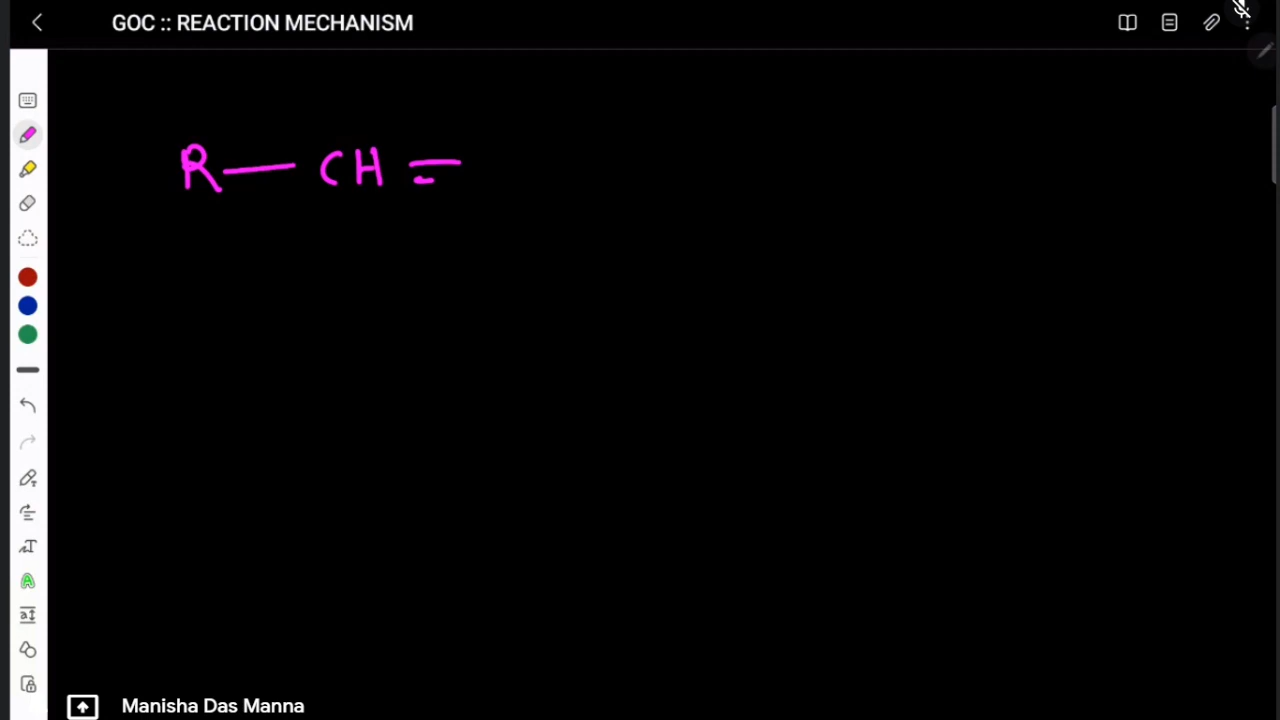 GOC :: REACTION MECHANISM
R — CH =
Manisha Das Manna